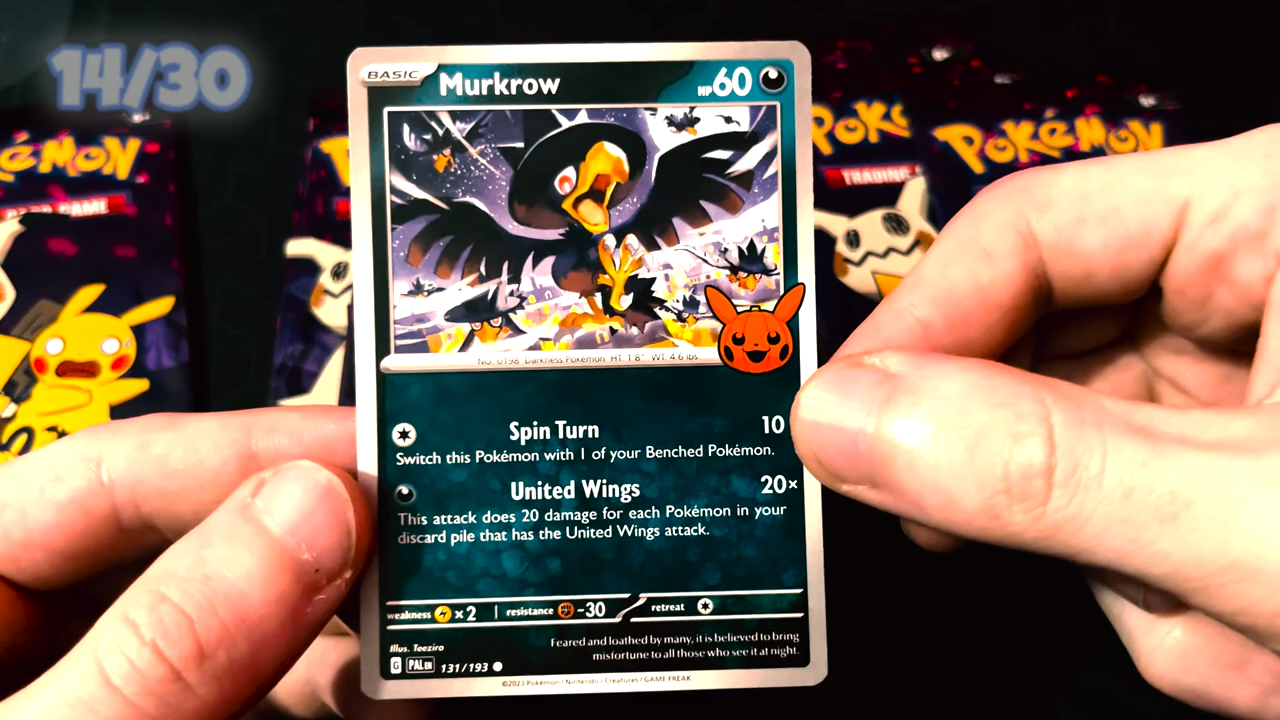 14/30
BASIC Murkrow HP 60
NO. 0198 Darkness Pokémon HT: 1'8" WT: 4.6 lbs.
Spin Turn 10
Switch this Pokémon with 1 of your Benched Pokémon.
United Wings 20×
This attack does 20 damage for each Pokémon in your
discard pile that has the United Wings attack.
weakness ×2 resistance -30 retreat
Illus. Teeziro
Feared and loathed by many, it is believed to bring
misfortune to all those who see it at night.
G PAL EN 131/193
©2023 Pokémon / Nintendo / Creatures / GAME FREAK
POKéMON
TRADING
POKéMON